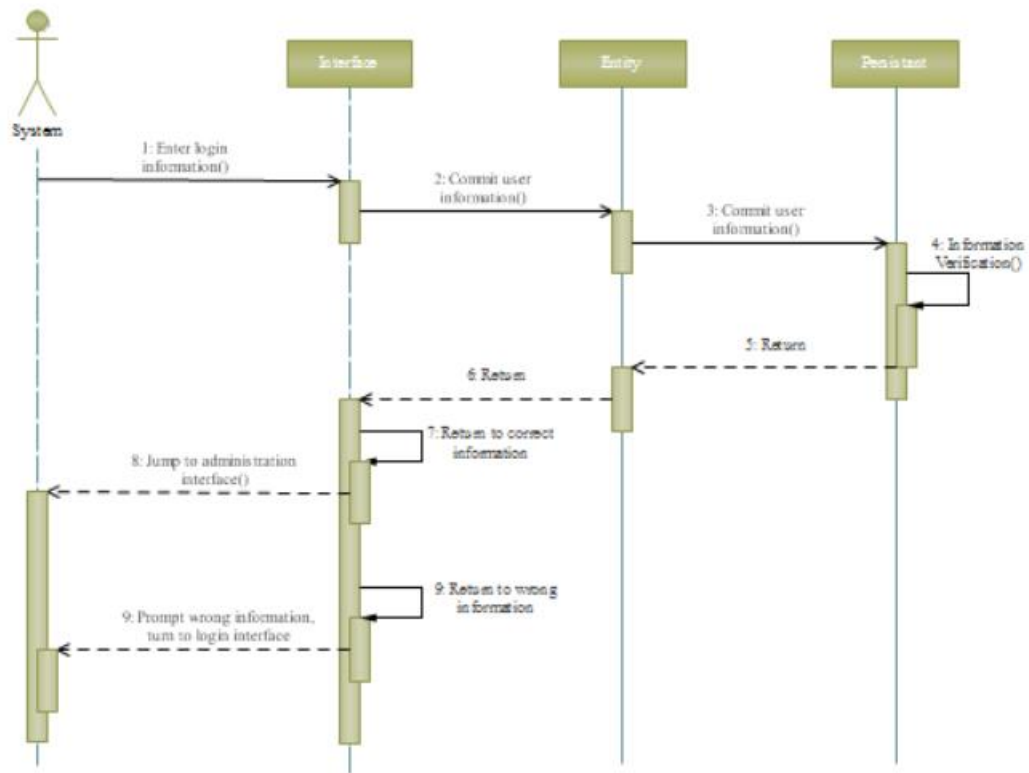 Interface
Entity
Persistant
System
1: Enter login
information()
2: Commit user
information()
3: Commit user
information()
4: Information
Verification()
5: Return
6: Return
7: Return to correct
information
8: Jump to administration
interface()
9: Return to wrong
information
9: Prompt wrong information,
turn to login interface